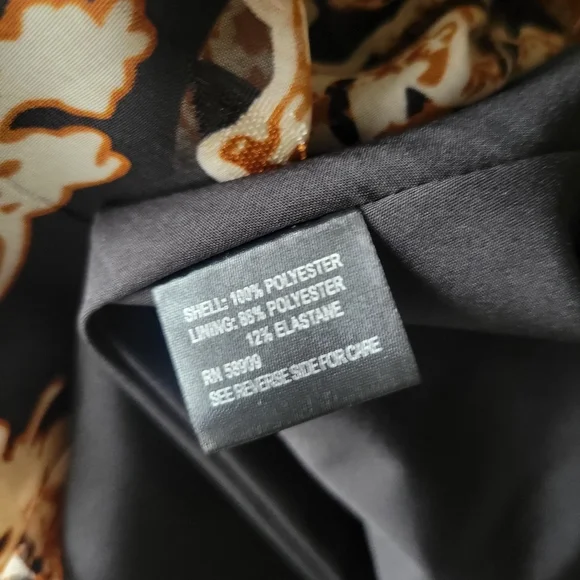 SHELL: 100% POLYESTER
LINING: 88% POLYESTER
12% ELASTANE
RN 58909
SEE REVERSE SIDE FOR CARE